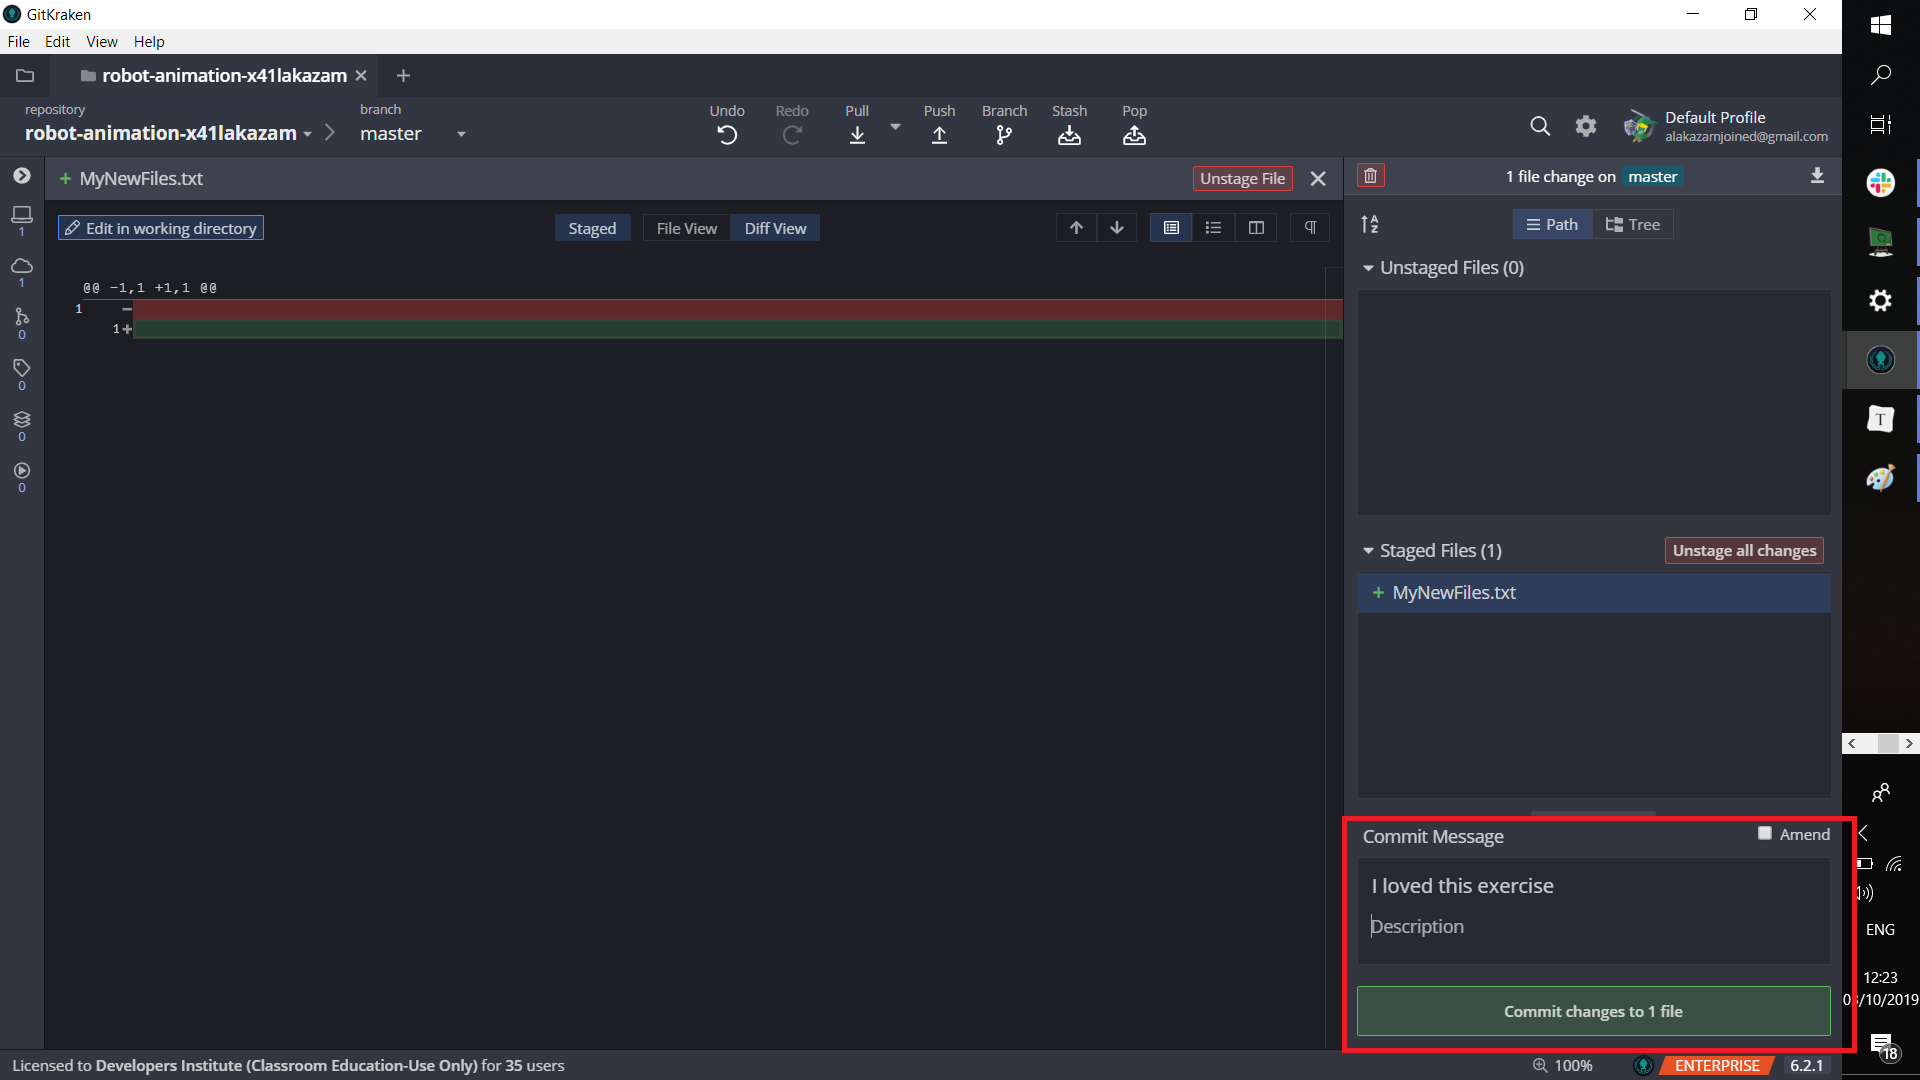 GitKraken
File Edit View Help
robot-animation-x41lakazam
repository
robot-animation-x41lakazam
branch
master
Undo Redo Pull Push Branch Stash Pop
Default Profile
alakazamjoined@gmail.com
+ MyNewFiles.txt
Unstage File
1 file change on master
1
1
0
0
0
0
Edit in working directory
Staged File View Diff View
Path Tree
@@ -1,1 +1,1 @@
1 -
1 +
Unstaged Files (0)
Staged Files (1)
Unstage all changes
+ MyNewFiles.txt
Commit Message
Amend
I loved this exercise
Description
Commit changes to 1 file
Licensed to Developers Institute (Classroom Education-Use Only) for 35 users
100%
ENTERPRISE
6.2.1
T
ENG
12:23
/10/2019
18